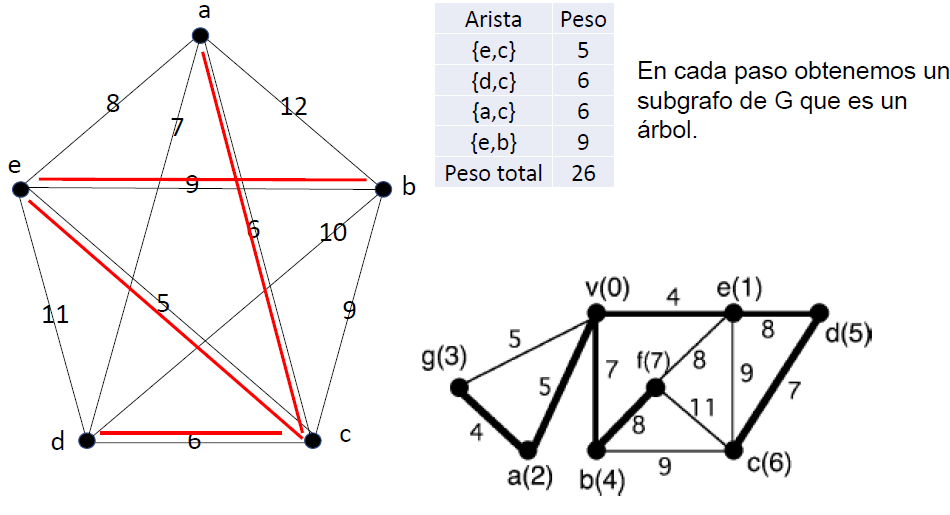 a
8
7
12
e
9
b
6
10
11
5
9
d
6
c
Arista Peso
{e,c} 5
{d,c} 6
{a,c} 6
{e,b} 9
Peso total 26
En cada paso obtenemos un
subgrafo de G que es un
árbol.
v(0) 4 e(1)
5 8 d(5)
g(3) 7 f(7) 8
5 9 7
4 8 11
a(2) b(4) 9 c(6)